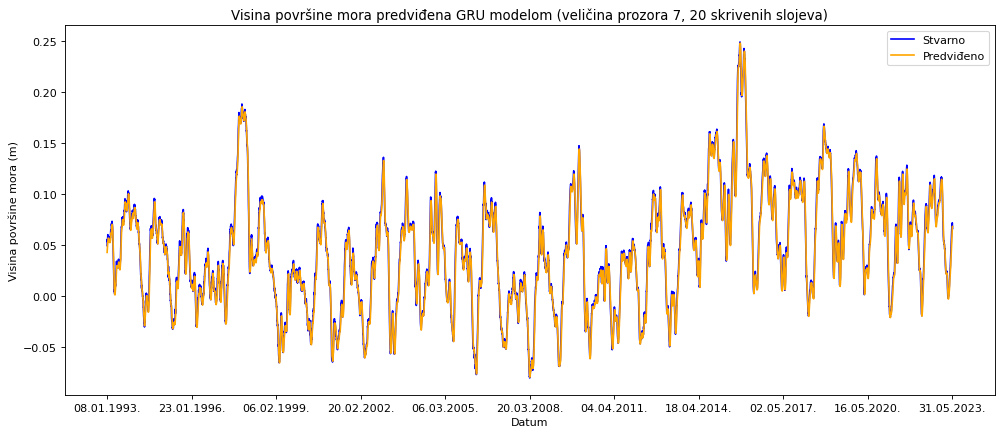 Visina površine mora predviđena GRU modelom (veličina prozora 7, 20 skrivenih slojeva)
Stvarno
Predviđeno
Visina površine mora (m)
0.25
0.20
0.15
0.10
0.05
0.00
−0.05
08.01.1993. 23.01.1996. 06.02.1999. 20.02.2002. 06.03.2005. 20.03.2008. 04.04.2011. 18.04.2014. 02.05.2017. 16.05.2020. 31.05.2023.
Datum